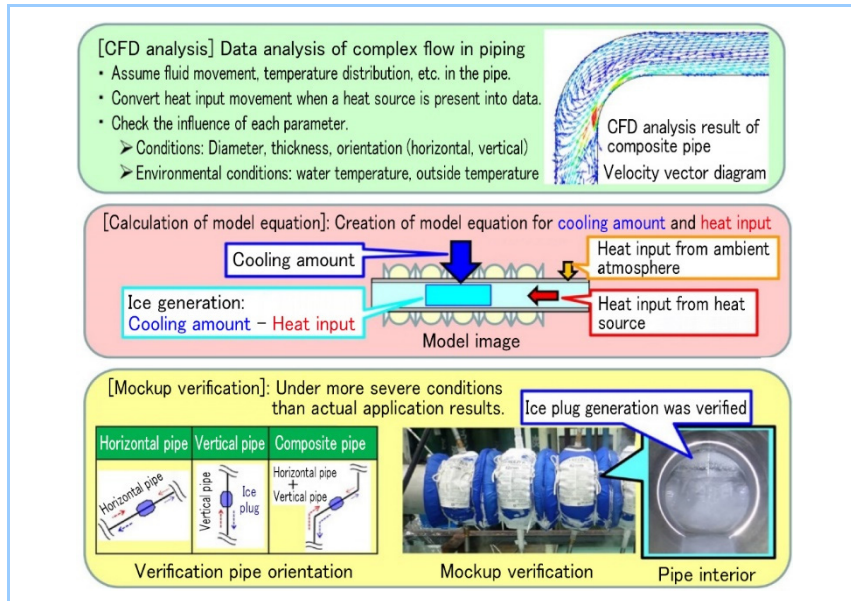 [CFD analysis] Data analysis of complex flow in piping
・ Assume fluid movement, temperature distribution, etc. in the pipe.
・ Convert heat input movement when a heat source is present into data.
・ Check the influence of each parameter.
➢ Conditions: Diameter, thickness, orientation (horizontal, vertical)
➢ Environmental conditions: water temperature, outside temperature
CFD analysis result of
composite pipe
Velocity vector diagram
[Calculation of model equation]: Creation of model equation for cooling amount and heat input
Cooling amount
Heat input from ambient
atmosphere
Ice generation:
Cooling amount − Heat input
Heat input from heat
source
Model image
[Mockup verification]: Under more severe conditions
than actual application results.
Ice plug generation was verified
Horizontal pipe
Vertical pipe
Composite pipe
Horizontal pipe
Vertical pipe
Ice
plug
Horizontal pipe
+
Vertical pipe
Verification pipe orientation
Mockup verification
Pipe interior